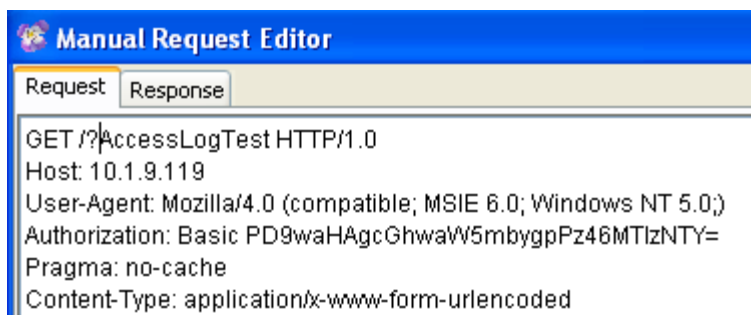 Manual Request Editor
Request Response
GET /?AccessLogTest HTTP/1.0
Host: 10.1.9.119
User-Agent: Mozilla/4.0 (compatible; MSIE 6.0; Windows NT 5.0;)
Authorization: Basic PD9waHAgcGhwaW5mbygpPz46MTIzNTY=
Pragma: no-cache
Content-Type: application/x-www-form-urlencoded